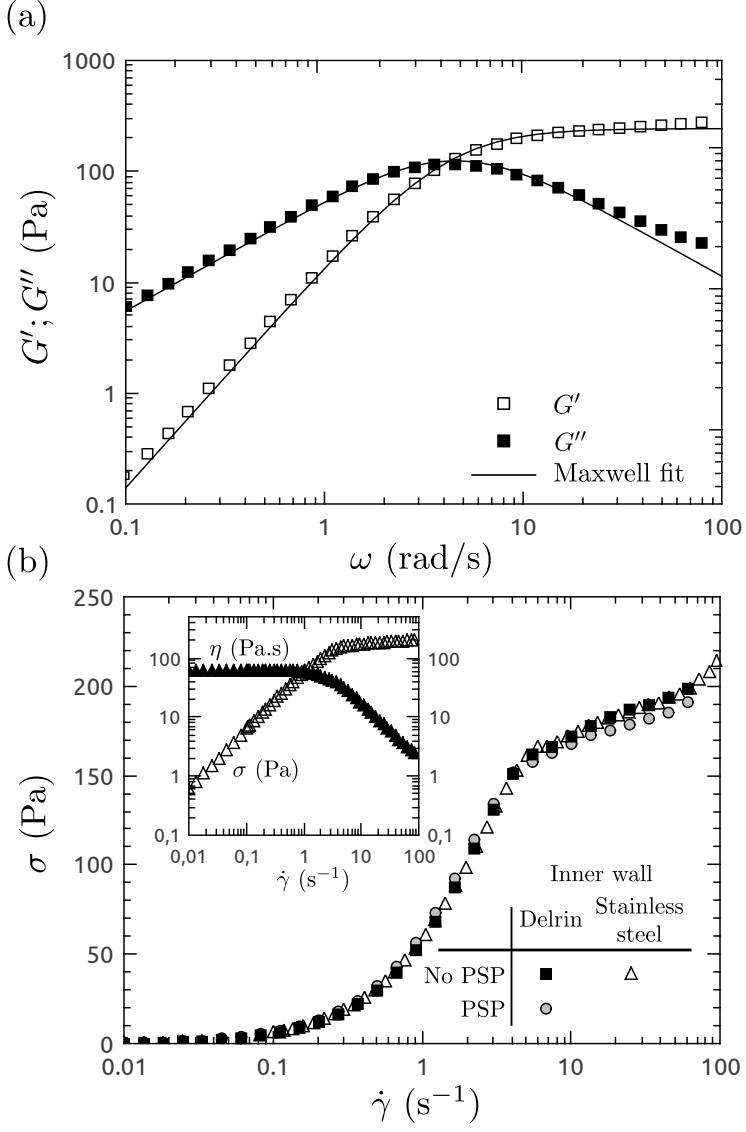 (a)
1000
100
10
1
0.1
G′; G″ (Pa)
G′
G″
Maxwell fit
0.1 1 10 100
ω (rad/s)
(b)
250
200
150
100
50
0
σ (Pa)
η (Pa.s)
100 100
10 10
1 1
σ (Pa)
0,1 0,1
0,01 0,1 1 10 100
γ̇ (s⁻¹)
Inner wall
Delrin Stainless
steel
No PSP
PSP
0.01 0.1 1 10 100
γ̇ (s⁻¹)